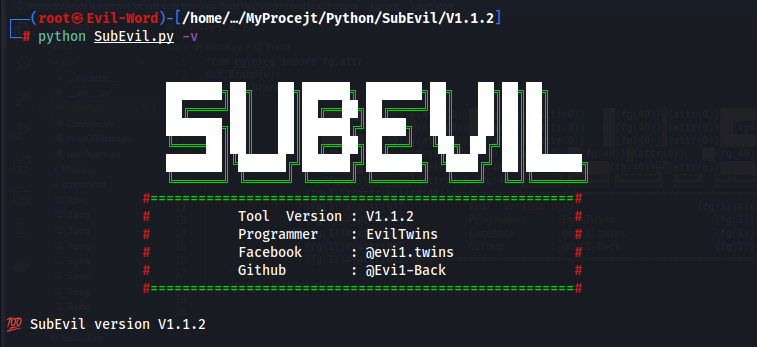 (root㉿Evil-Word)-[/home/…/MyProcejt/Python/SubEvil/V1.1.2]
# python SubEvil.py -v
SUBEVIL
#====================================================#
# Tool  Version : V1.1.2 #
# Programmer    : EvilTwins #
# Facebook      : @evi1.twins #
# Github        : @Evi1-Back #
#====================================================#
💯 SubEvil version V1.1.2